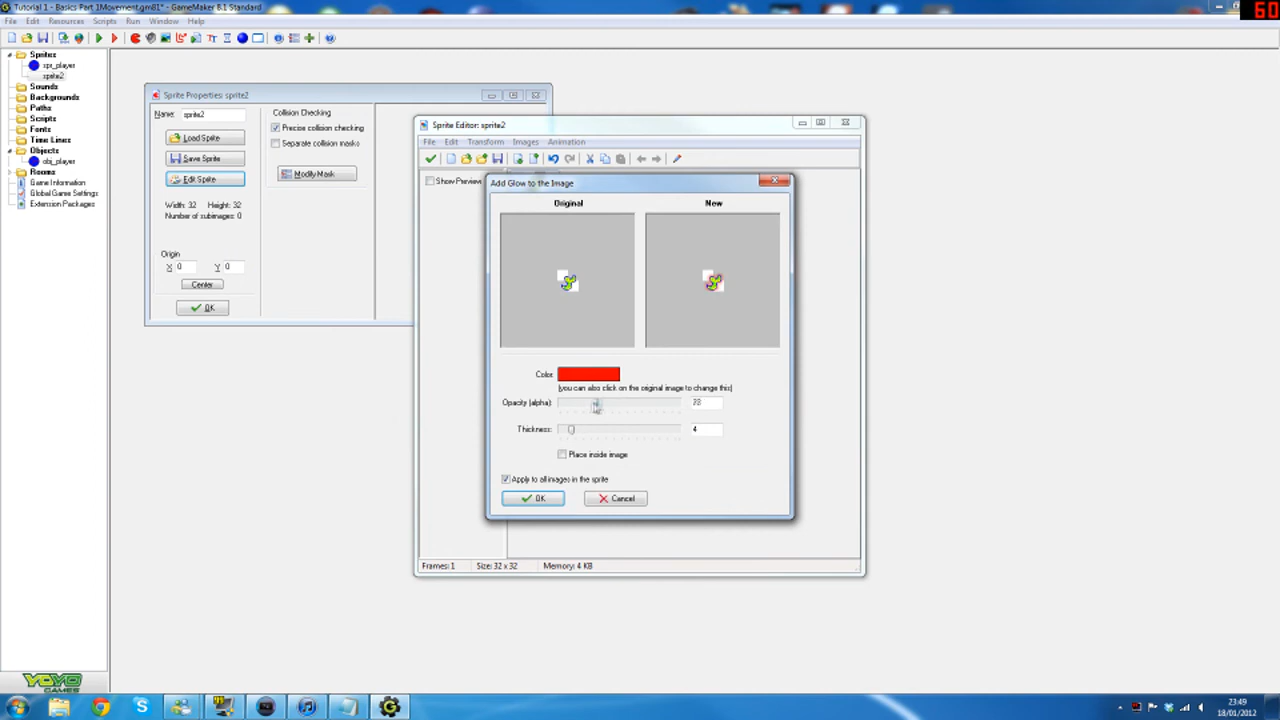 Tutorial 1 - Basics Part 1Movement.gm81* - GameMaker 8.1 Standard
60
File Edit Resources Scripts Run Window Help
Sprites
spr_player
sprite2
Sounds
Backgrounds
Paths
Scripts
Fonts
Time Lines
Objects
obj_player
Rooms
Game Information
Global Game Settings
Extension Packages
YOYO
GAMES
Sprite Properties: sprite2
Name: sprite2
Load Sprite
Save Sprite
Edit Sprite
Width: 32 Height: 32
Number of subimages: 0
Origin
X 0 Y 0
Center
OK
Collision Checking
Precise collision checking
Separate collision masks
Modify Mask
Sprite Editor: sprite2
File Edit Transform Images Animation
Show Preview
Add Glow to the Image
Original New
Color:
(you can also click on the original image to change this)
Opacity (alpha):
Thickness: 4
Place inside image
Apply to all images in the sprite
OK Cancel
Frames: 1 Size: 32 x 32 Memory: 4 KB
23:49
18/01/2012